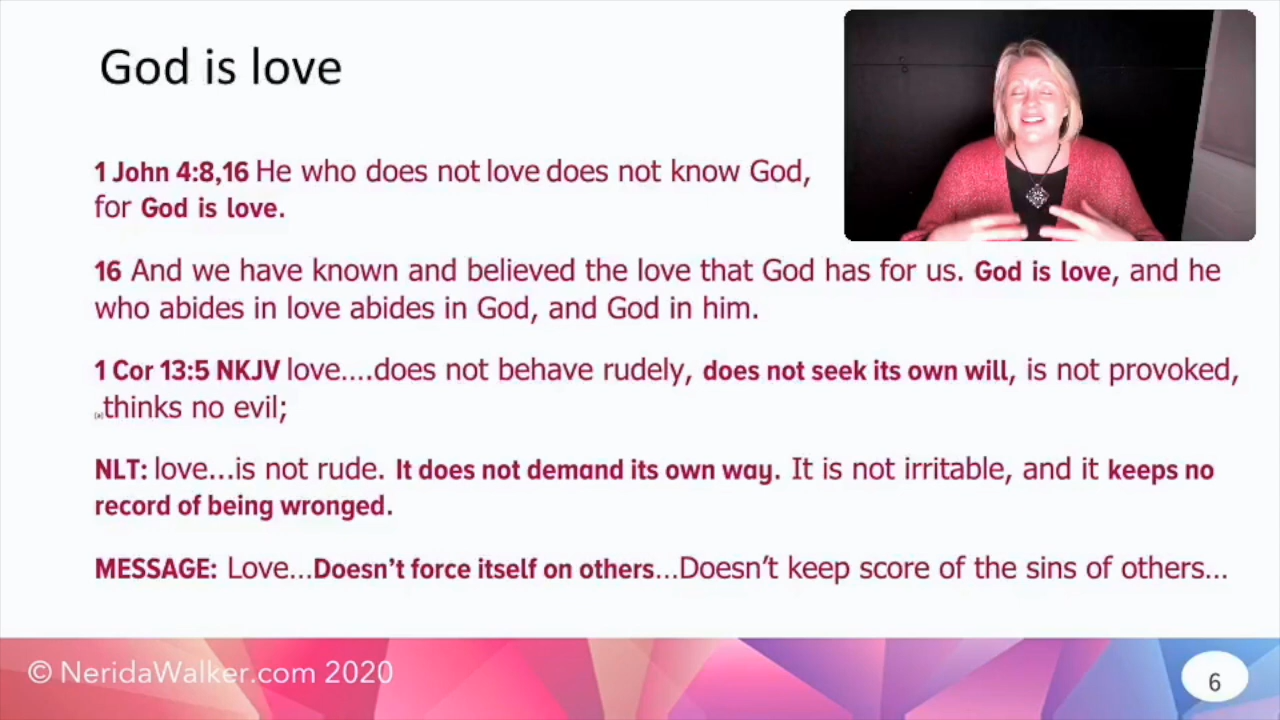 God is love
1 John 4:8,16 He who does not love does not know God,
for God is love.
16 And we have known and believed the love that God has for us. God is love, and he
who abides in love abides in God, and God in him.
1 Cor 13:5 NKJV love....does not behave rudely, does not seek its own will, is not provoked,
[a]thinks no evil;
NLT: love...is not rude. It does not demand its own way. It is not irritable, and it keeps no
record of being wronged.
MESSAGE: Love...Doesn't force itself on others...Doesn't keep score of the sins of others...
© NeridaWalker.com 2020
6